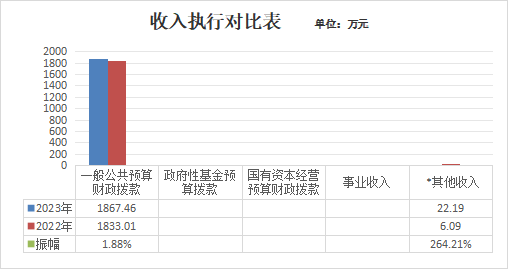 收入执行对比表 单位：万元
2000
1800
1600
1400
1200
1000
800
600
400
200
0
一般公共预算 政府性基金预 国有资本经营 事业收入 *其他收入
财政拨款 算拨款 预算财政拨款
2023年 1867.46 22.19
2022年 1833.01 6.09
振幅 1.88% 264.21%